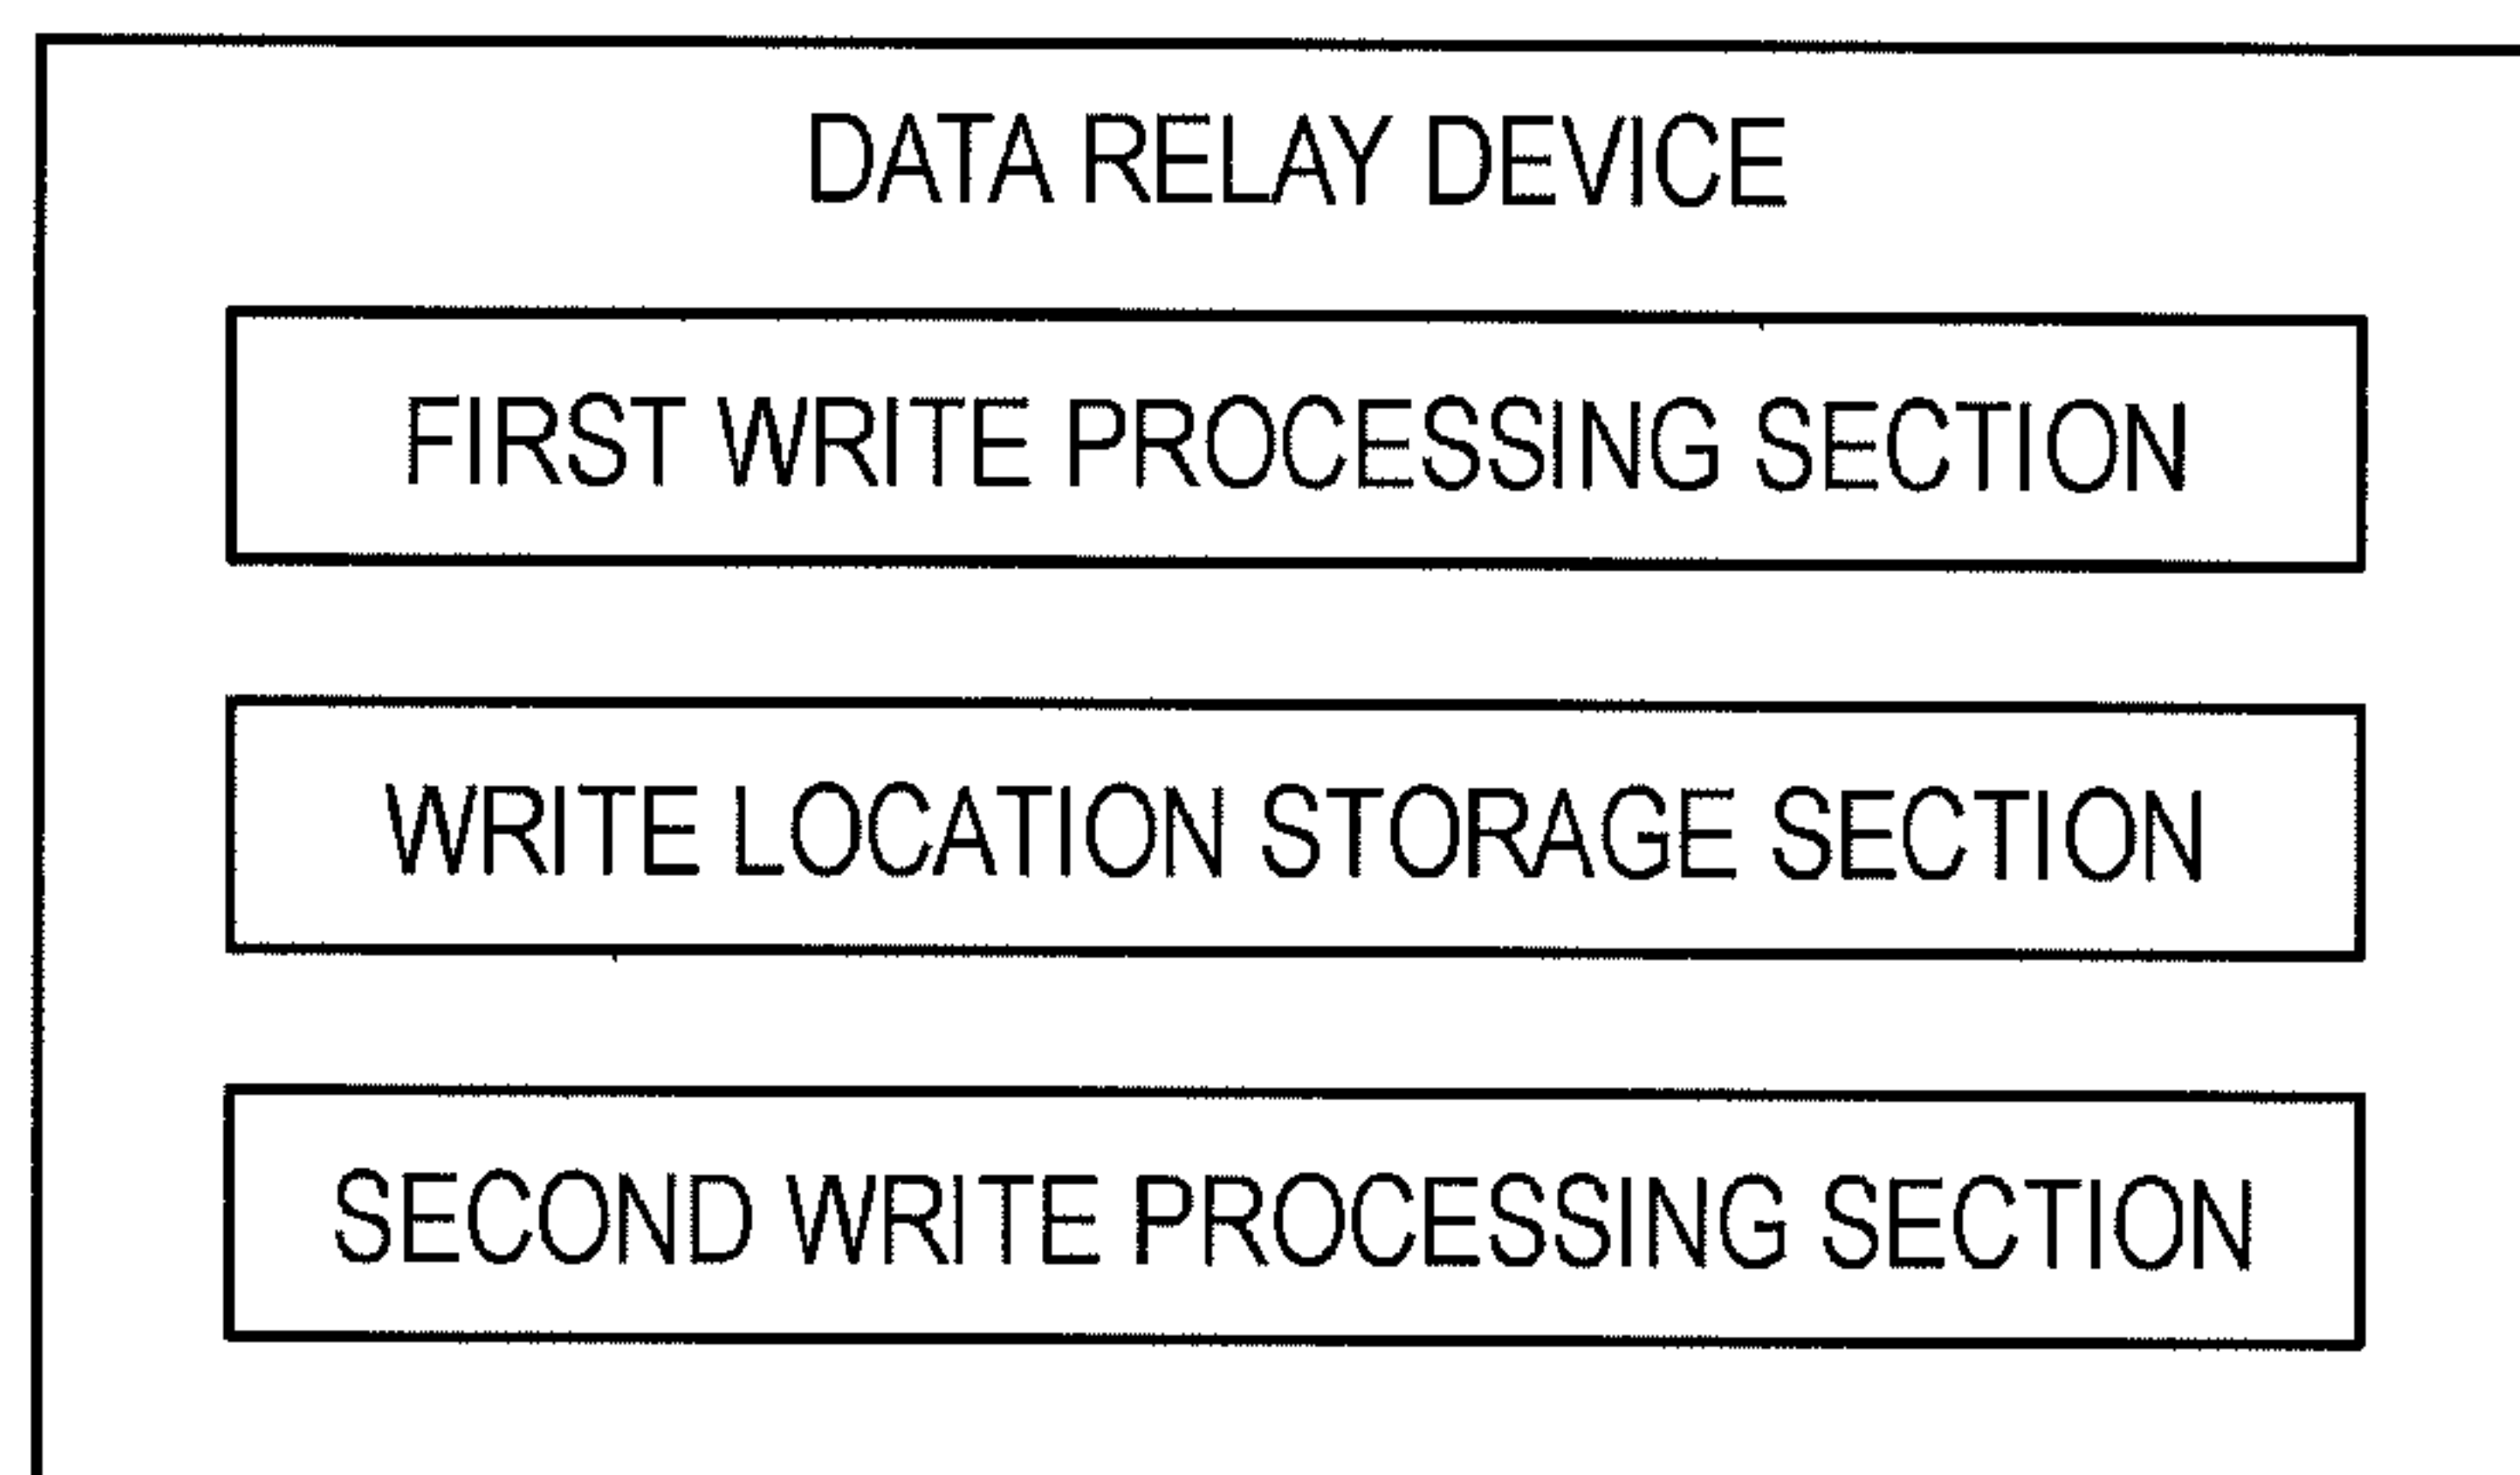 DATA RELAY DEVICE
FIRST WRITE PROCESSING SECTION
WRITE LOCATION STORAGE SECTION
SECOND WRITE PROCESSING SECTION